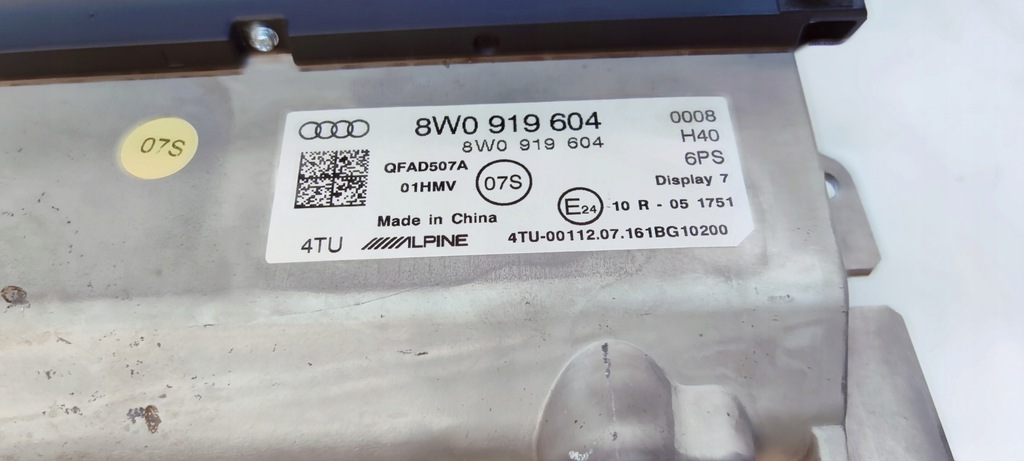 07S
8W0 919 604
8W0 919 604
0008
H40
6PS
Display 7
QFAD507A
01HMV
07S
E24
10 R - 05 1751
Made in China
4TU
ALPINE
4TU-00112.07.161BG10200